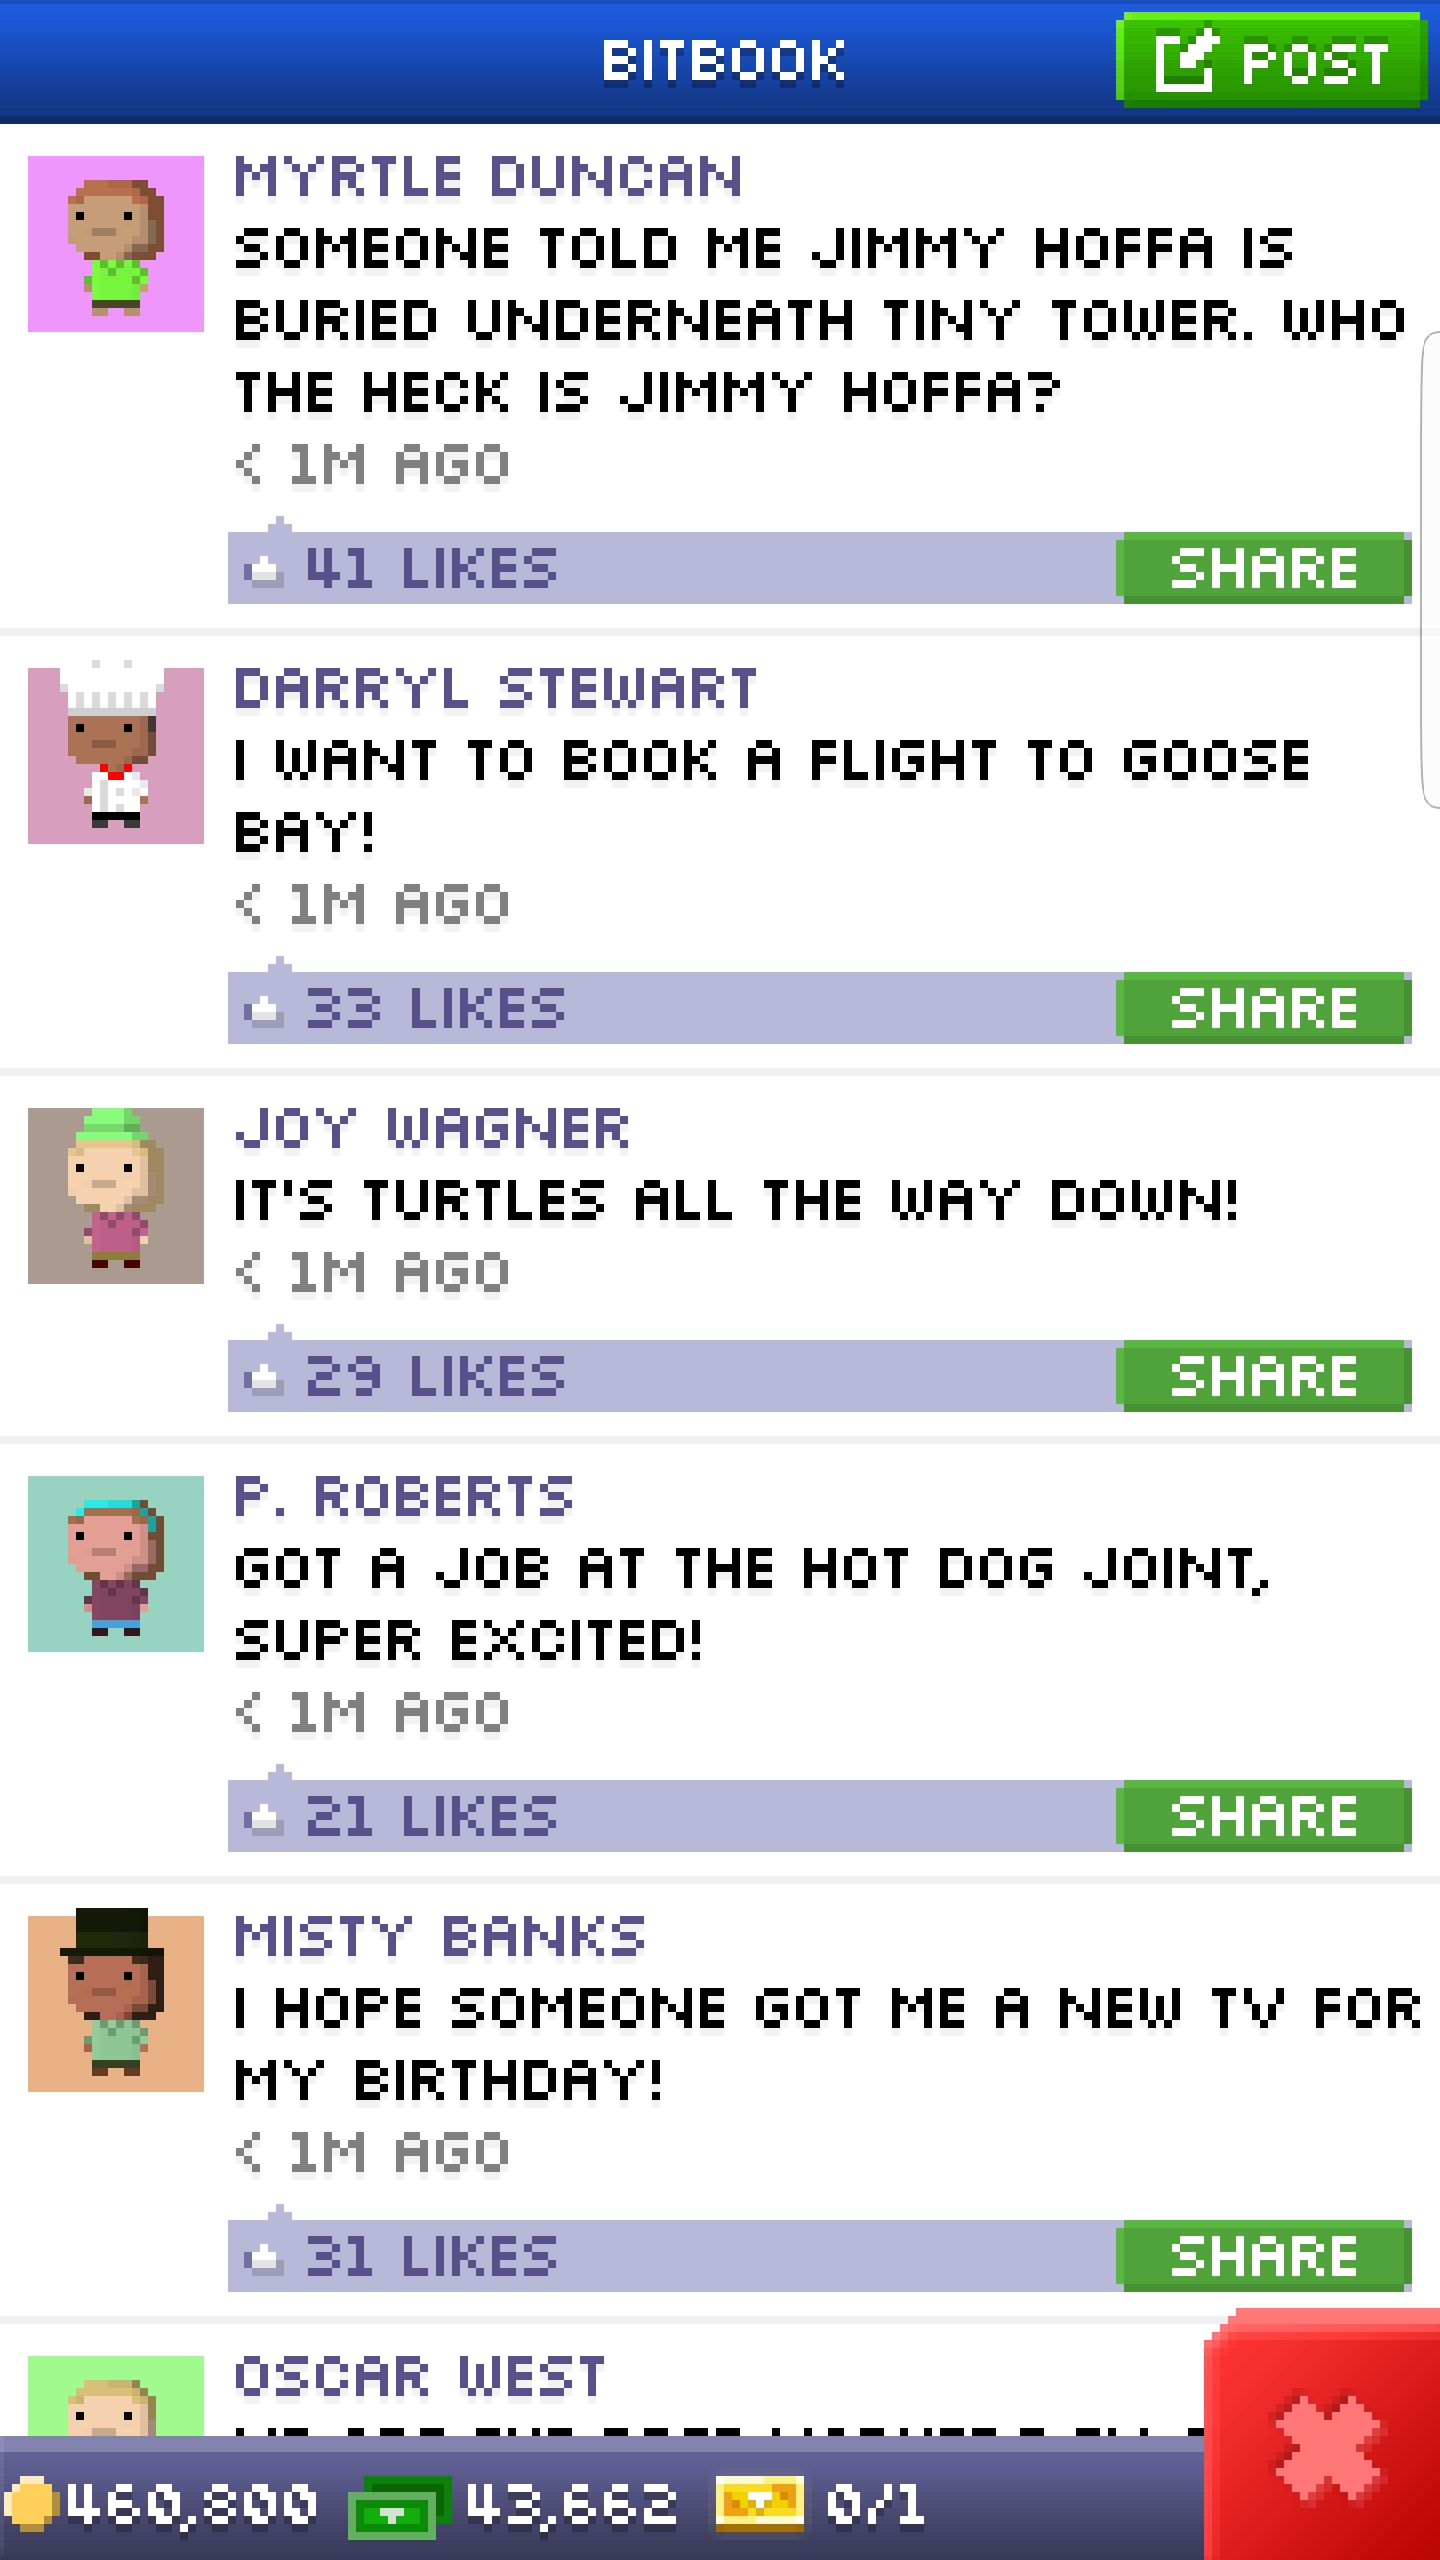 BITBOOK
POST
MYRTLE DUNCAN
SOMEONE TOLD ME JIMMY HOFFA IS
BURIED UNDERNEATH TINY TOWER. WHO
THE HECK IS JIMMY HOFFA?
< 1M AGO
41 LIKES
SHARE
DARRYL STEWART
I WANT TO BOOK A FLIGHT TO GOOSE
BAY!
< 1M AGO
33 LIKES
SHARE
JOY WAGNER
IT'S TURTLES ALL THE WAY DOWN!
< 1M AGO
29 LIKES
SHARE
P. ROBERTS
GOT A JOB AT THE HOT DOG JOINT,
SUPER EXCITED!
< 1M AGO
21 LIKES
SHARE
MISTY BANKS
I HOPE SOMEONE GOT ME A NEW TV FOR
MY BIRTHDAY!
< 1M AGO
31 LIKES
SHARE
OSCAR WEST
460,800
43,662
0/1